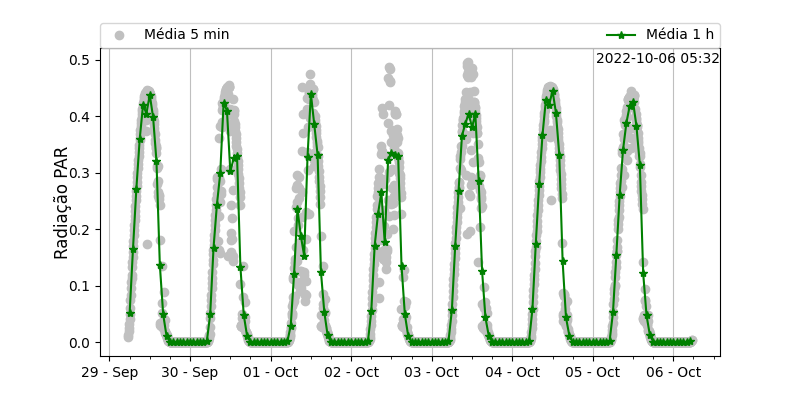 Média 5 min
Média 1 h
2022-10-06 05:32
Radiação PAR
0.5
0.4
0.3
0.2
0.1
0.0
29 - Sep
30 - Sep
01 - Oct
02 - Oct
03 - Oct
04 - Oct
05 - Oct
06 - Oct